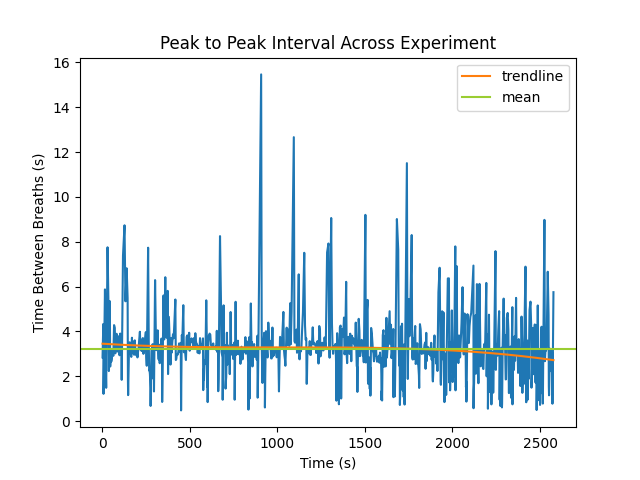 Peak to Peak Interval Across Experiment
trendline
mean
16
14
12
10
8
6
4
2
0
Time Between Breaths (s)
0 500 1000 1500 2000 2500
Time (s)